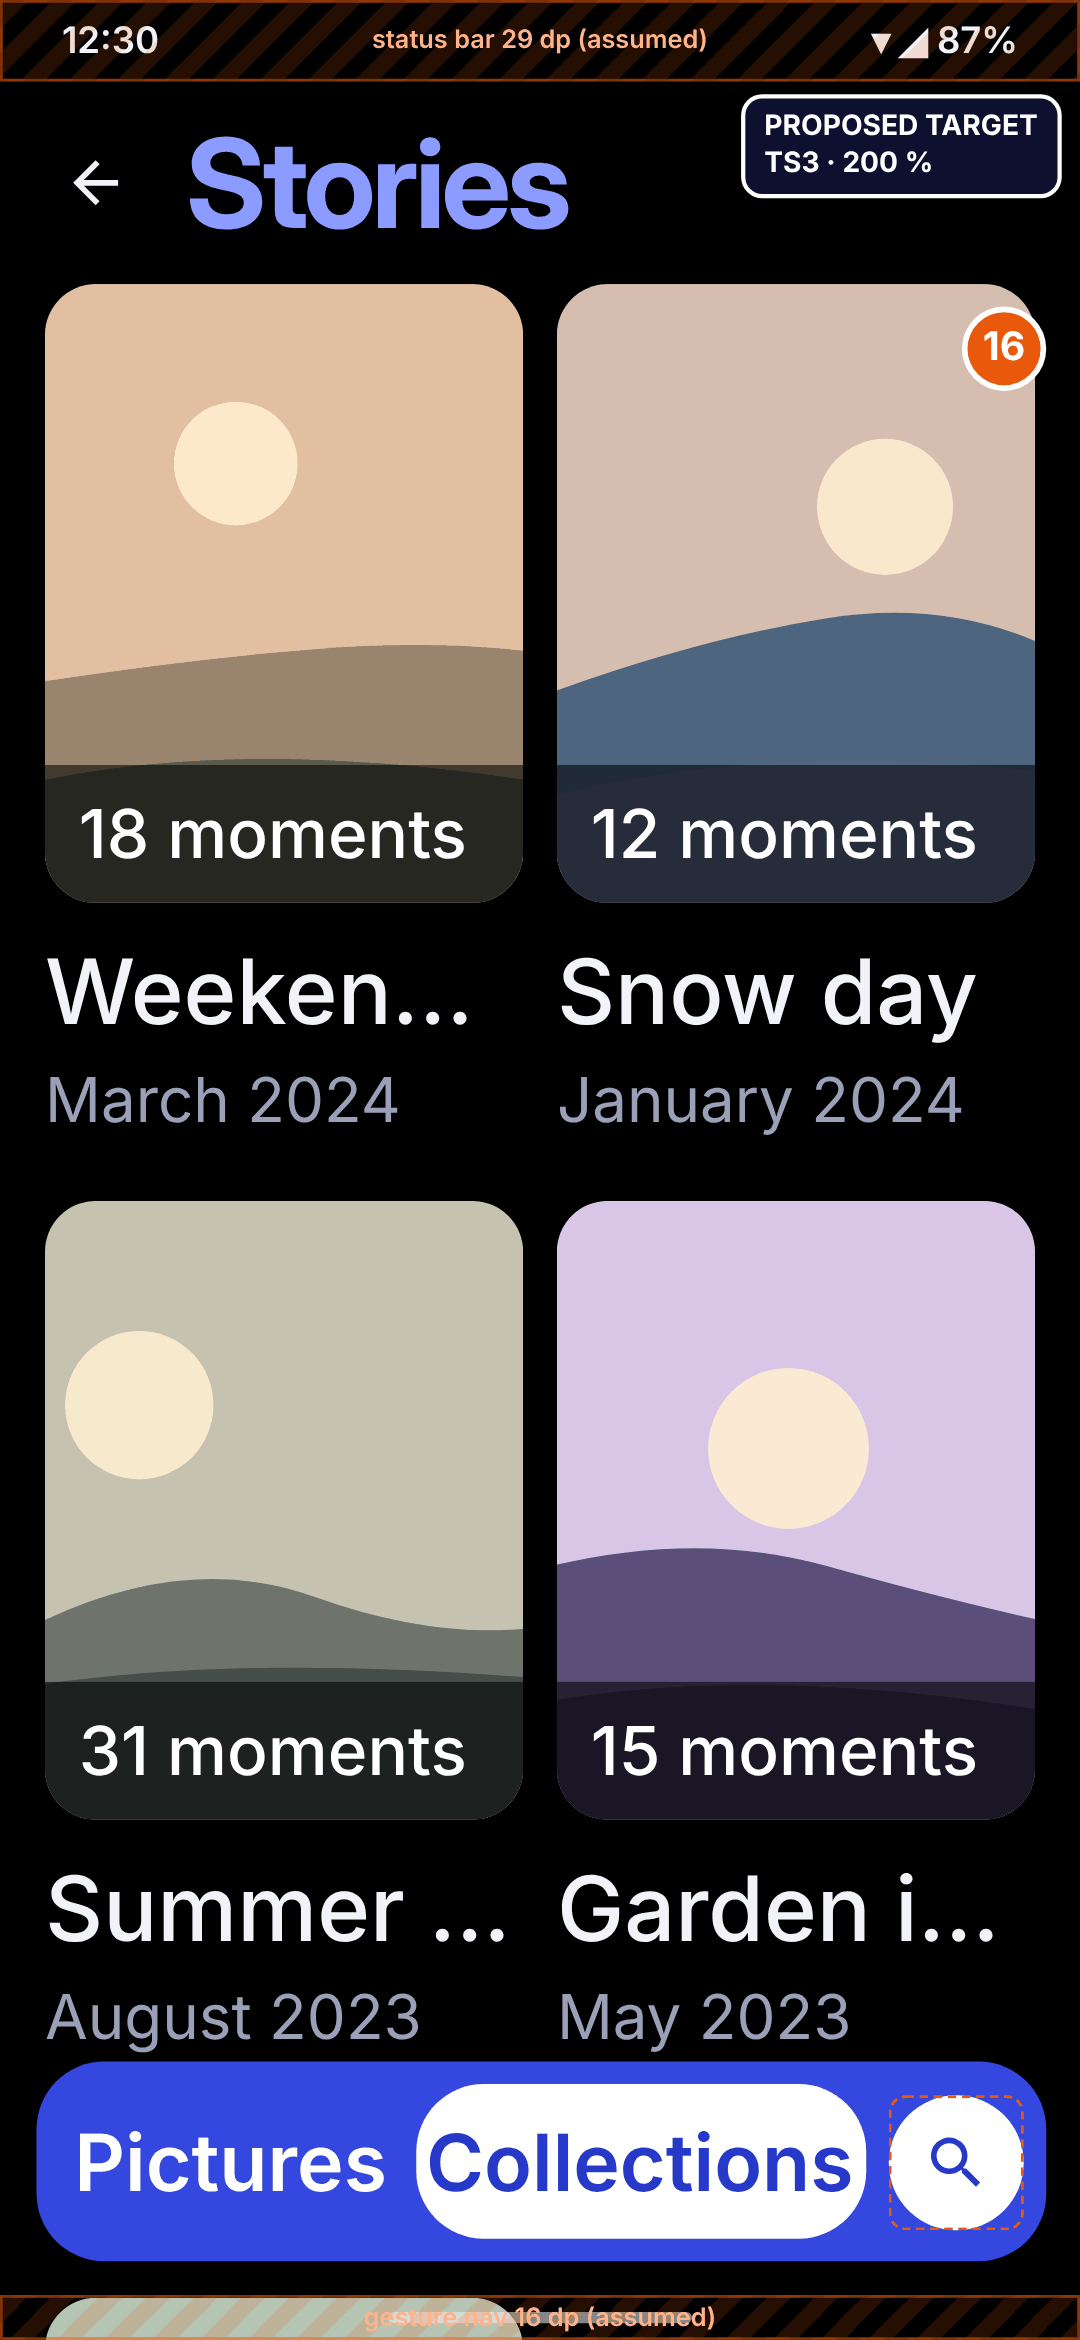 12:30
status bar 29 dp (assumed)
87%
PROPOSED TARGET
TS3 · 200 %
Stories
16
18 moments
12 moments
Weeken...
Snow day
March 2024
January 2024
31 moments
15 moments
Summer ...
Garden i...
August 2023
May 2023
Pictures
Collections
gesture nav 16 dp (assumed)